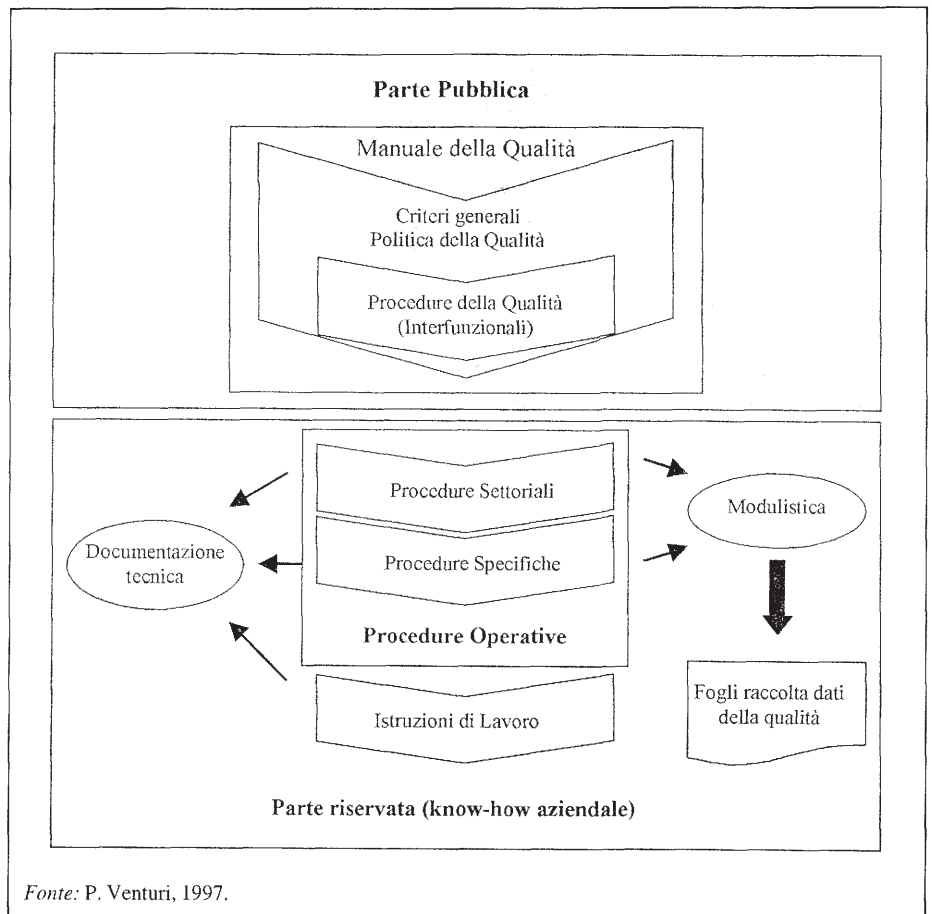 Parte Pubblica
Manuale della Qualità
Criteri generali
Politica della Qualità
Procedure della Qualità
(Interfunzionali)
Procedure Settoriali
Modulistica
Documentazione
tecnica
Procedure Specifiche
Procedure Operative
Fogli raccolta dati
della qualità
Istruzioni di Lavoro
Parte riservata (know-how aziendale)
Fonte: P. Venturi, 1997.